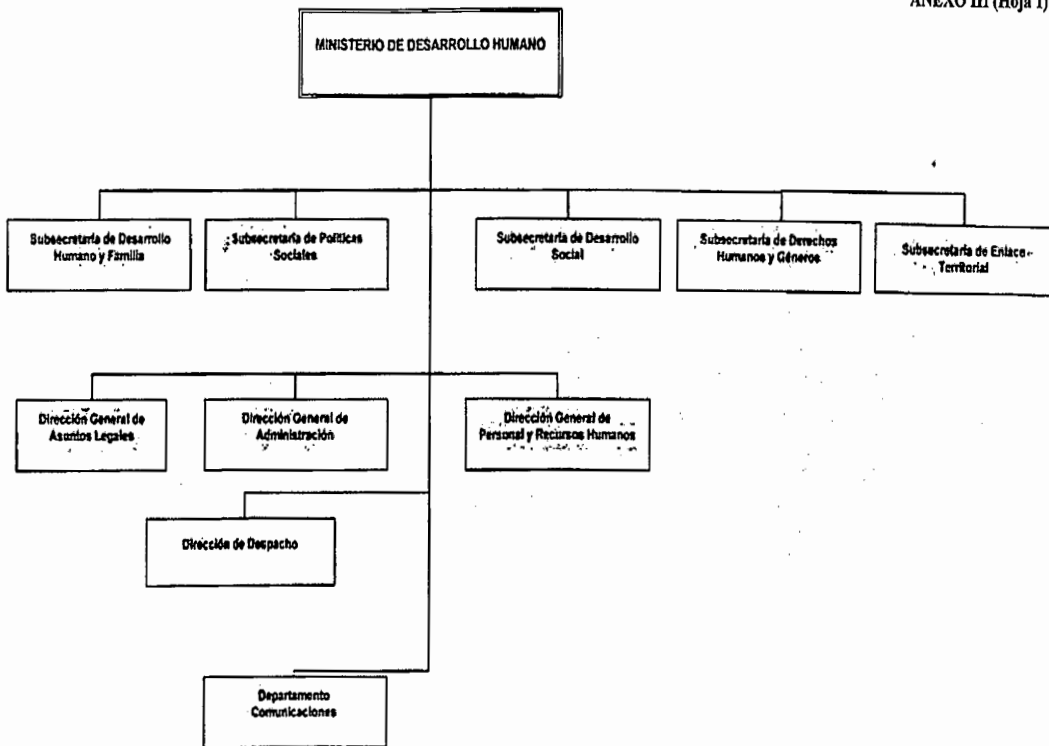 ANEXO III (Hoja 1)
MINISTERIO DE DESARROLLO HUMANO
Subsecretaría de Desarrollo
Humano y Familia
Subsecretaría de Políticas
Sociales
Subsecretaría de Desarrollo
Social
Subsecretaría de Derechos
Humanos y Géneros
Subsecretaría de Enlace
Territorial
Dirección General de
Asuntos Legales
Dirección General de
Administración
Dirección General de
Personal y Recursos Humanos
Dirección de Despacho
Departamento
Comunicaciones